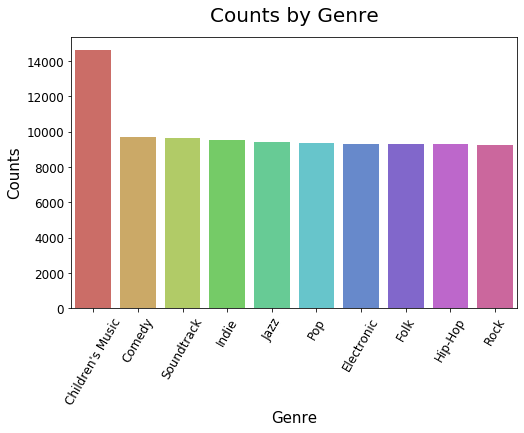 Counts by Genre
Counts
14000
12000
10000
8000
6000
4000
2000
0
Children's Music
Comedy
Soundtrack
Indie
Jazz
Pop
Electronic
Folk
Hip-Hop
Rock
Genre